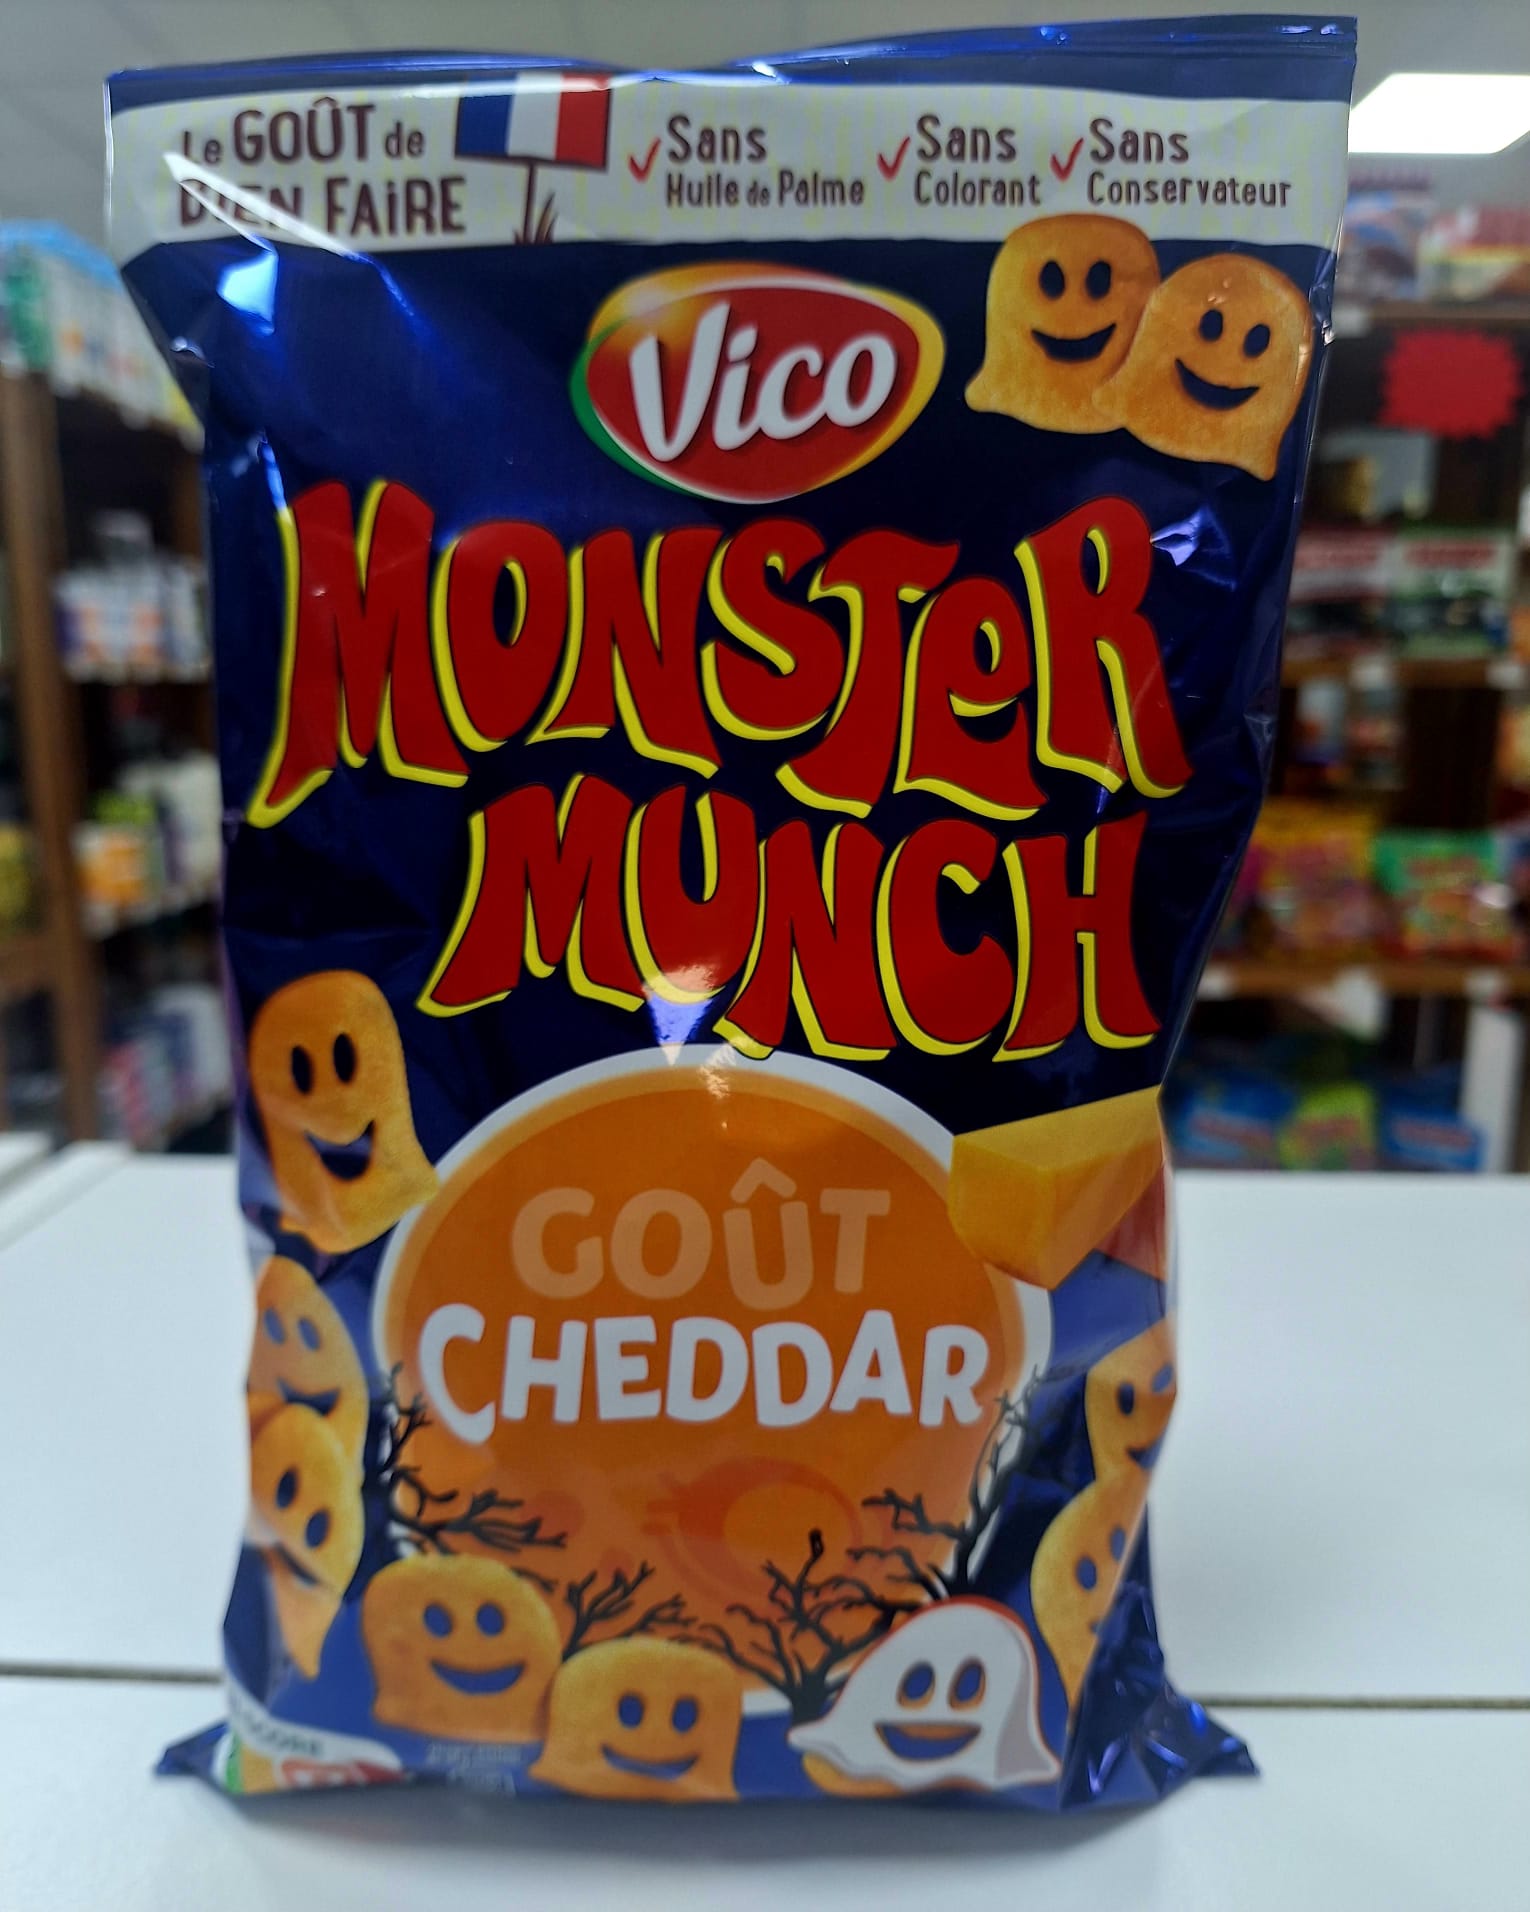 Le GOÛT de
BIEN FAIRE
Sans
Huile de Palme
Sans
Colorant
Sans
Conservateur
Vico
MONSTER
MUNCH
GOÛT
CHEDDAR